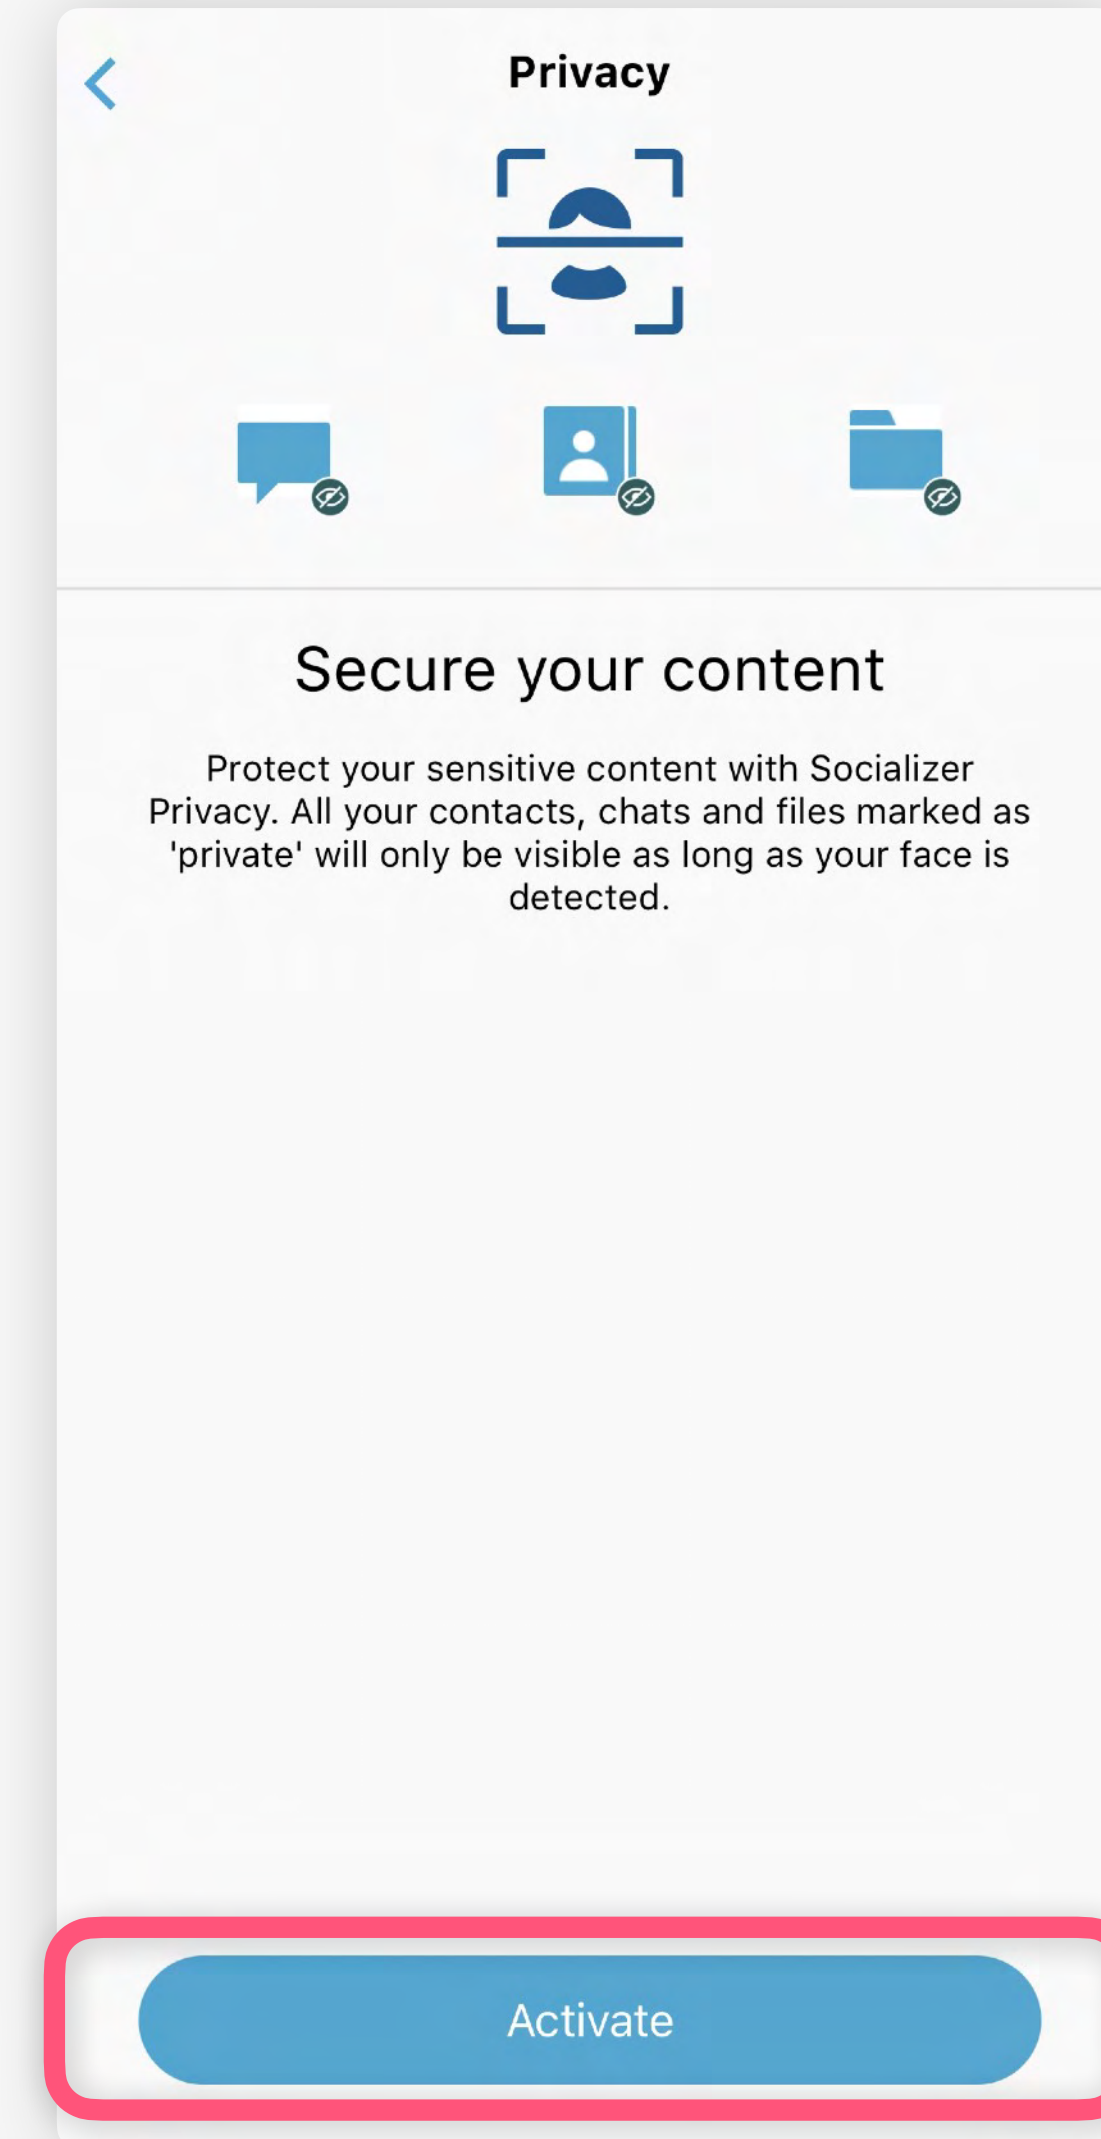 Privacy
Secure your content
Protect your sensitive content with Socializer
Privacy. All your contacts, chats and files marked as
'private' will only be visible as long as your face is
detected.
Activate